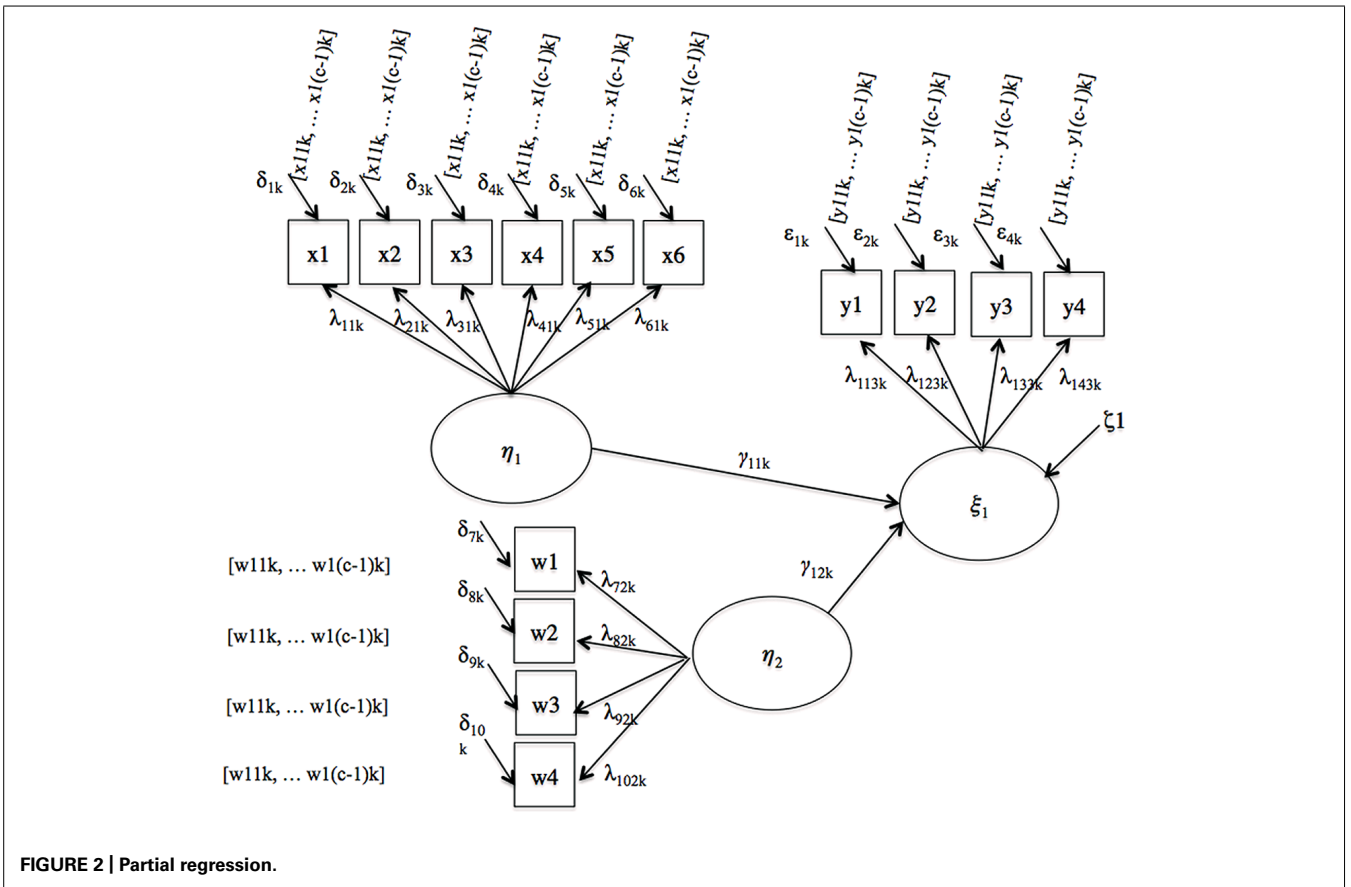 [x11k, … x1(c-1)k] [x11k, … x1(c-1)k] [x11k, … x1(c-1)k] [x11k, … x1(c-1)k] [x11k, … x1(c-1)k] [x11k, … x1(c-1)k]
[y11k, … y1(c-1)k] [y11k, … y1(c-1)k] [y11k, … y1(c-1)k] [y11k, … y1(c-1)k]
δ1k δ2k δ3k δ4k δ5k δ6k
ε1k ε2k ε3k ε4k
x1 x2 x3 x4 x5 x6
y1 y2 y3 y4
λ11k λ21k λ31k λ41k λ51k λ61k
λ113k λ123k λ133k λ143k
ζ1
η1
γ11k
ξ1
δ7k
[w11k, … w1(c-1)k] w1
λ72k
γ12k
δ8k
[w11k, … w1(c-1)k] w2 λ82k
η2
δ9k
[w11k, … w1(c-1)k] w3 λ92k
δ10
k
[w11k, … w1(c-1)k] w4 λ102k
FIGURE 2 | Partial regression.